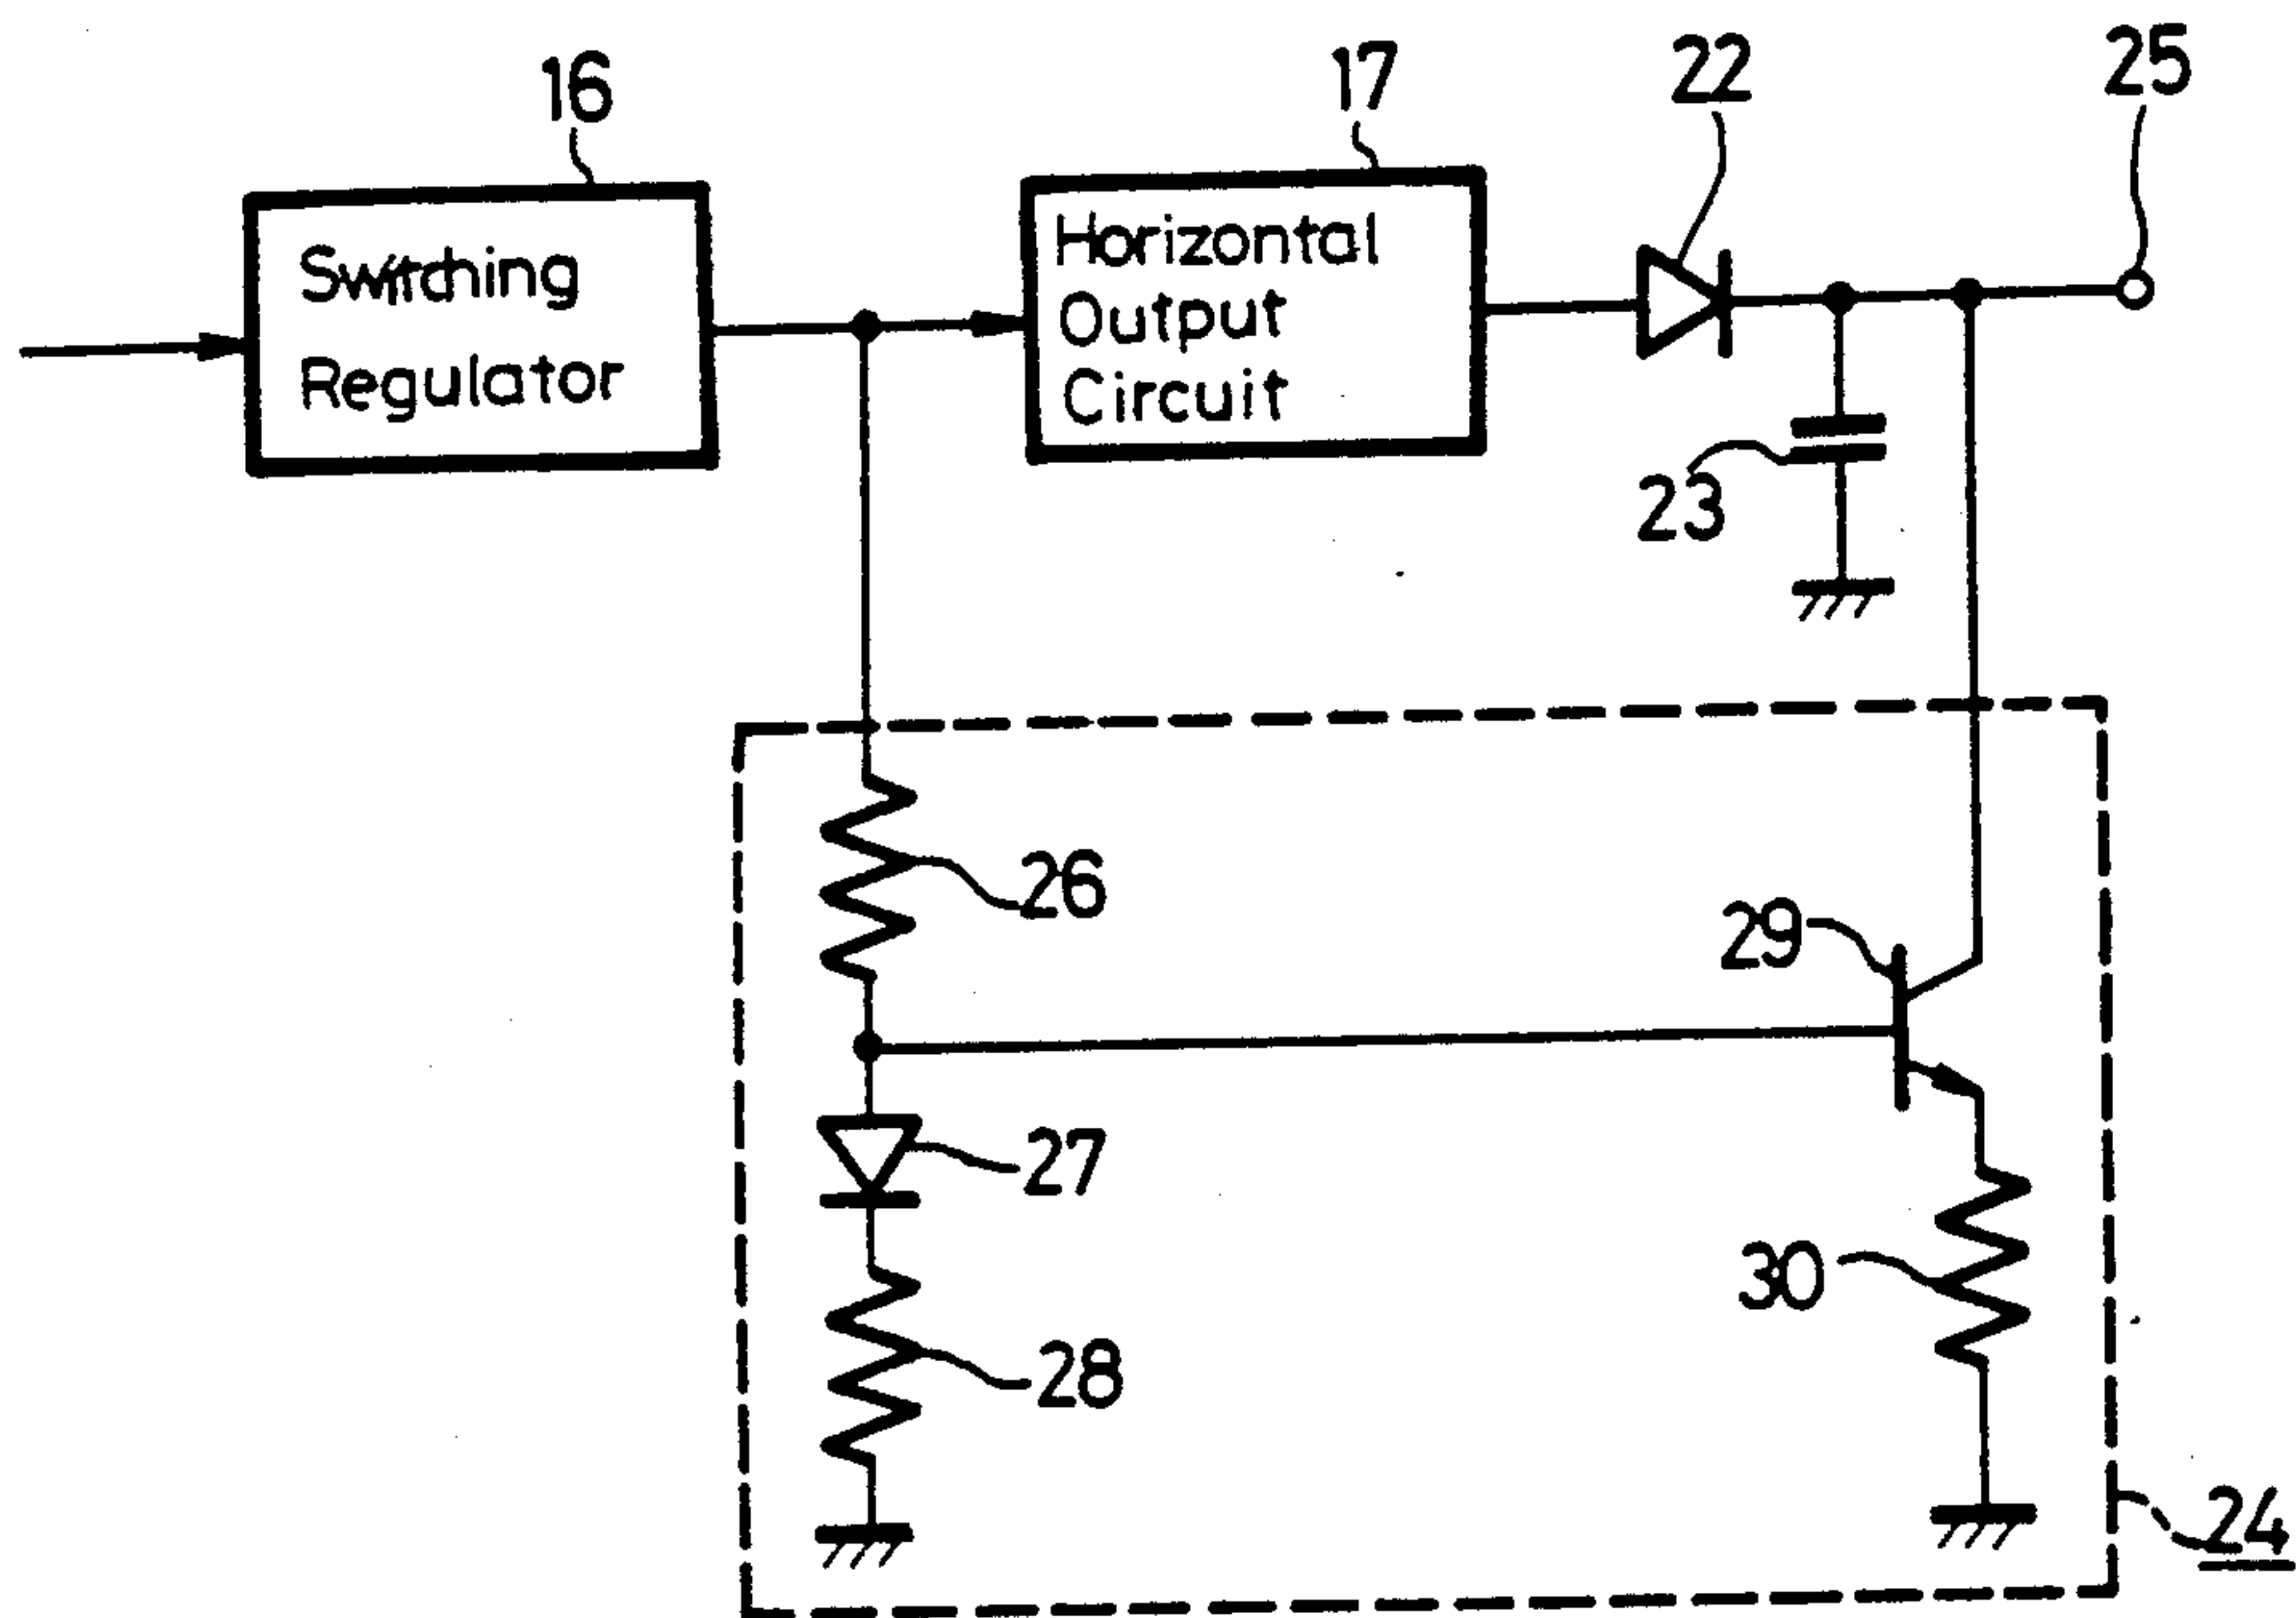 16
17
22
25
Switching
Regulator
Horizontal
Output
Circuit
23
26
29
27
30
28
24